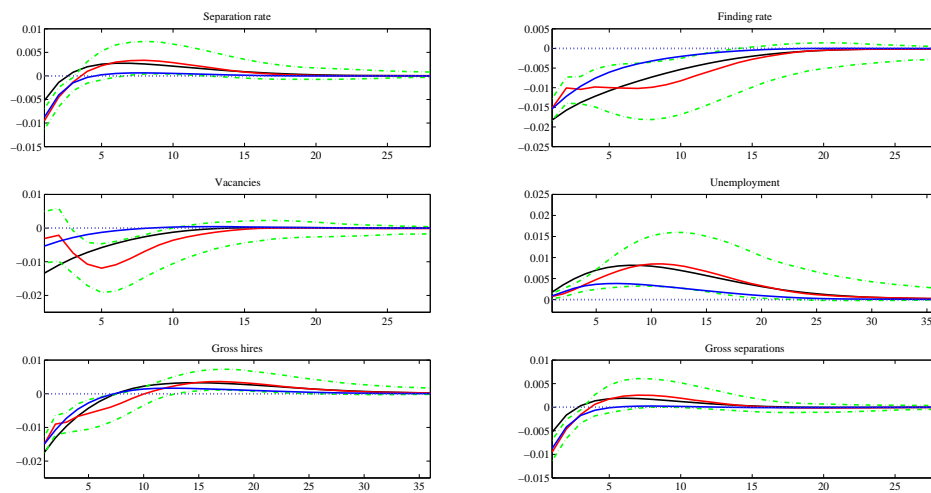 Separation rate
0.01
0.005
0
−0.005
−0.01
−0.015
5 10 15 20 25
Finding rate
0.005
0
−0.005
−0.01
−0.015
−0.02
−0.025
5 10 15 20 25
Vacancies
0.01
0
−0.01
−0.02
5 10 15 20 25
Unemployment
0.025
0.02
0.015
0.01
0.005
0
5 10 15 20 25 30 35
Gross hires
0.01
0
−0.01
−0.02
5 10 15 20 25 30 35
Gross separations
0.01
0.005
0
−0.005
−0.01
−0.015
5 10 15 20 25